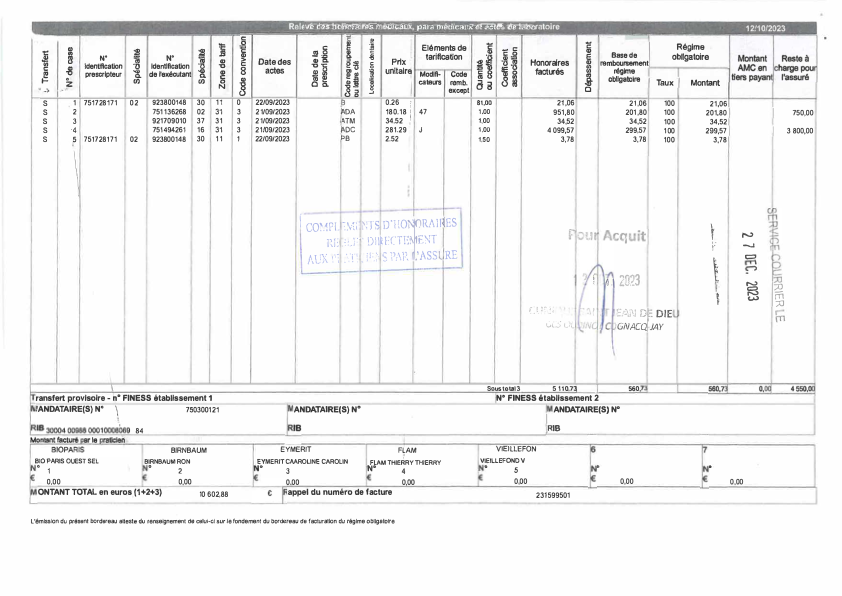 Relevé des honoraires médicaux, para médicaux et actes de laboratoire 12/10/2023
Transfert N° de case N° identification prescripteur Spécialité N° identification de l'exécutant Spécialité Zone de tarif Code convention Date des actes Date de la prescription Code regroupement ou lettre clé Localisation dentaire Prix unitaire Eléments de tarification Modificateurs Code remb. except Quantité ou coefficient Coefficient association Honoraires facturés Dépassement Base de remboursement régime obligatoire Régime obligatoire Taux Montant Montant AMC en tiers payant Reste à charge pour l'assuré
S 1 751728171 02 923800148 30 11 0 22/09/2023 B 0.26 81,00 21,06 21,06 100 21,06
S 2 751136268 02 31 3 21/09/2023 ADA 180.18 47 1,00 951,80 201,80 100 201,80 750,00
S 3 921709010 37 31 3 21/09/2023 ATM 34.52 1,00 34,52 34,52 100 34,52
S 4 751494261 16 31 3 21/09/2023 ADC 281.29 J 1,00 4 099,57 299,57 100 299,57 3 800,00
S 5 751728171 02 923800148 30 11 1 22/09/2023 PB 2.52 1.50 3,78 3,78 100 3,78
COMPLEMENTS D'HONORAIRES
DIRECTEMENT
PAR L'ASSURE
Pour Acquit
2023
JEAN DE DIEU
COGNACQ-JAY
27 DEC. 2023
SERVICE COURRIER LE
Sous total 3 5 110,73 560,73 560,73 0,00 4 550,00
Transfert provisoire - n° FINESS établissement 1 N° FINESS établissement 2
MANDATAIRE(S) N° 750300121 MANDATAIRE(S) N° MANDATAIRE(S) N°
RIB 30004 00988 00010008069 84 RIB RIB
Montant facturé par le praticien
BIOPARIS BIRNBAUM EYMERIT FLAM VIEILLEFON 6 7
BIO PARIS OUEST SEL BIRNBAUM RON EYMERIT CAAROLINE CAROLIN FLAM THIERRY THIERRY VIEILLEFOND V
N° 1 N° 2 N° 3 N° 4 N° 5 N° N°
€ 0,00 € 0,00 € 0,00 € 0,00 € 0,00 € 0,00 € 0,00
MONTANT TOTAL en euros (1+2+3) 10 602,88 € Rappel du numéro de facture 231599501
L'émission du présent bordereau atteste du renseignement de celui-ci sur le fondement du bordereau de facturation du régime obligatoire